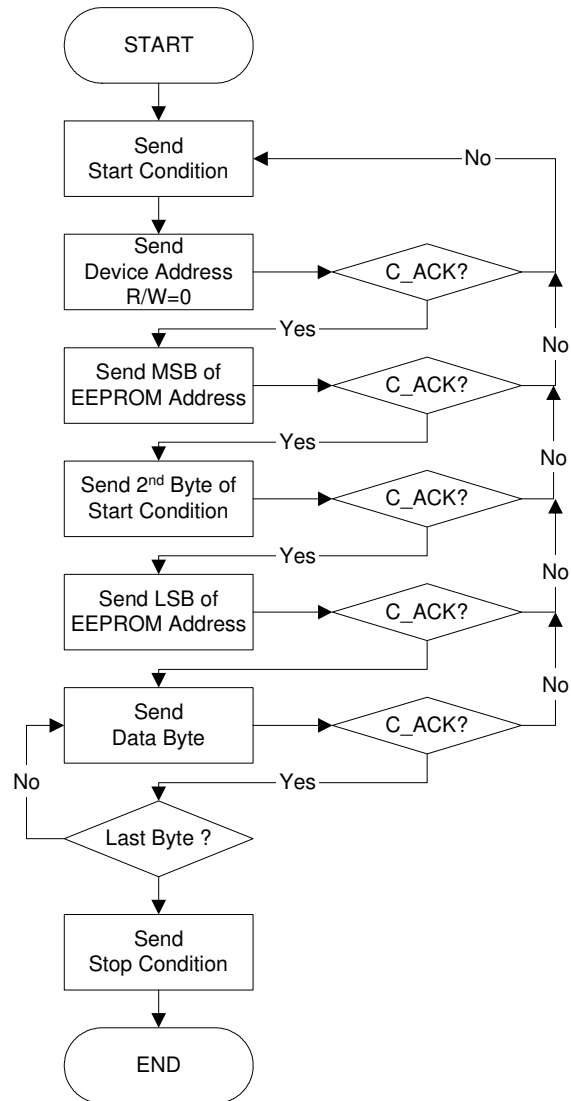 START
Send
Start Condition
No
Send
Device Address
R/W=0
C_ACK?
Yes
No
Send MSB of
EEPROM Address
C_ACK?
Yes
No
Send 2nd Byte of
Start Condition
C_ACK?
Yes
No
Send LSB of
EEPROM Address
C_ACK?
No
Send
Data Byte
C_ACK?
No
Yes
Last Byte ?
Send
Stop Condition
END